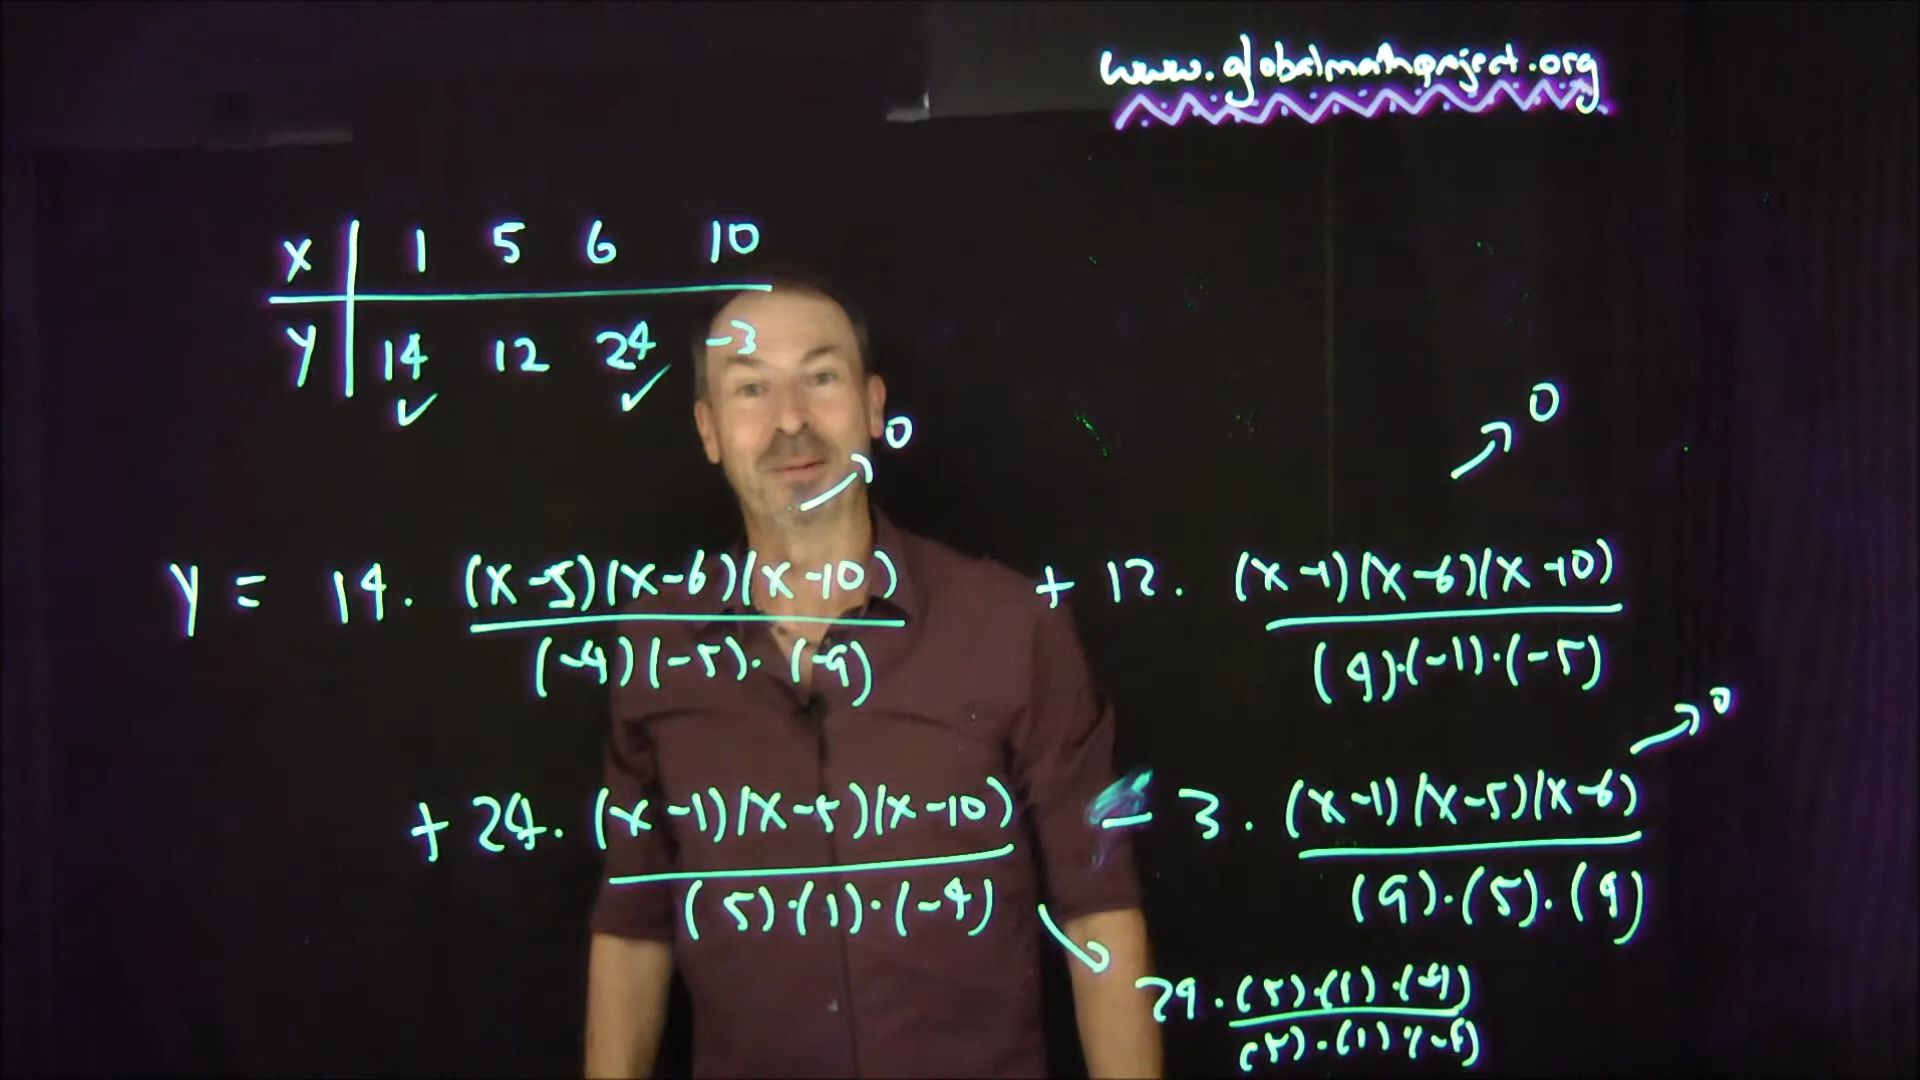 www.globalmathproject.org
x | 1 5 6 10
y | 14 12 24 -3
✓ ✓
0
0
y = 14 · (x-5)(x-6)(x-10) / (-4)(-5)·(-9) + 12 · (x-1)(x-6)(x-10) / (4)·(-1)·(-5)
0
+ 24 · (x-1)(x-5)(x-10) / (5)·(1)·(-4) - 3 · (x-1)(x-5)(x-6) / (9)·(5)·(4)
24 · (5)·(1)·(-4) / (5)·(1)·(-4)